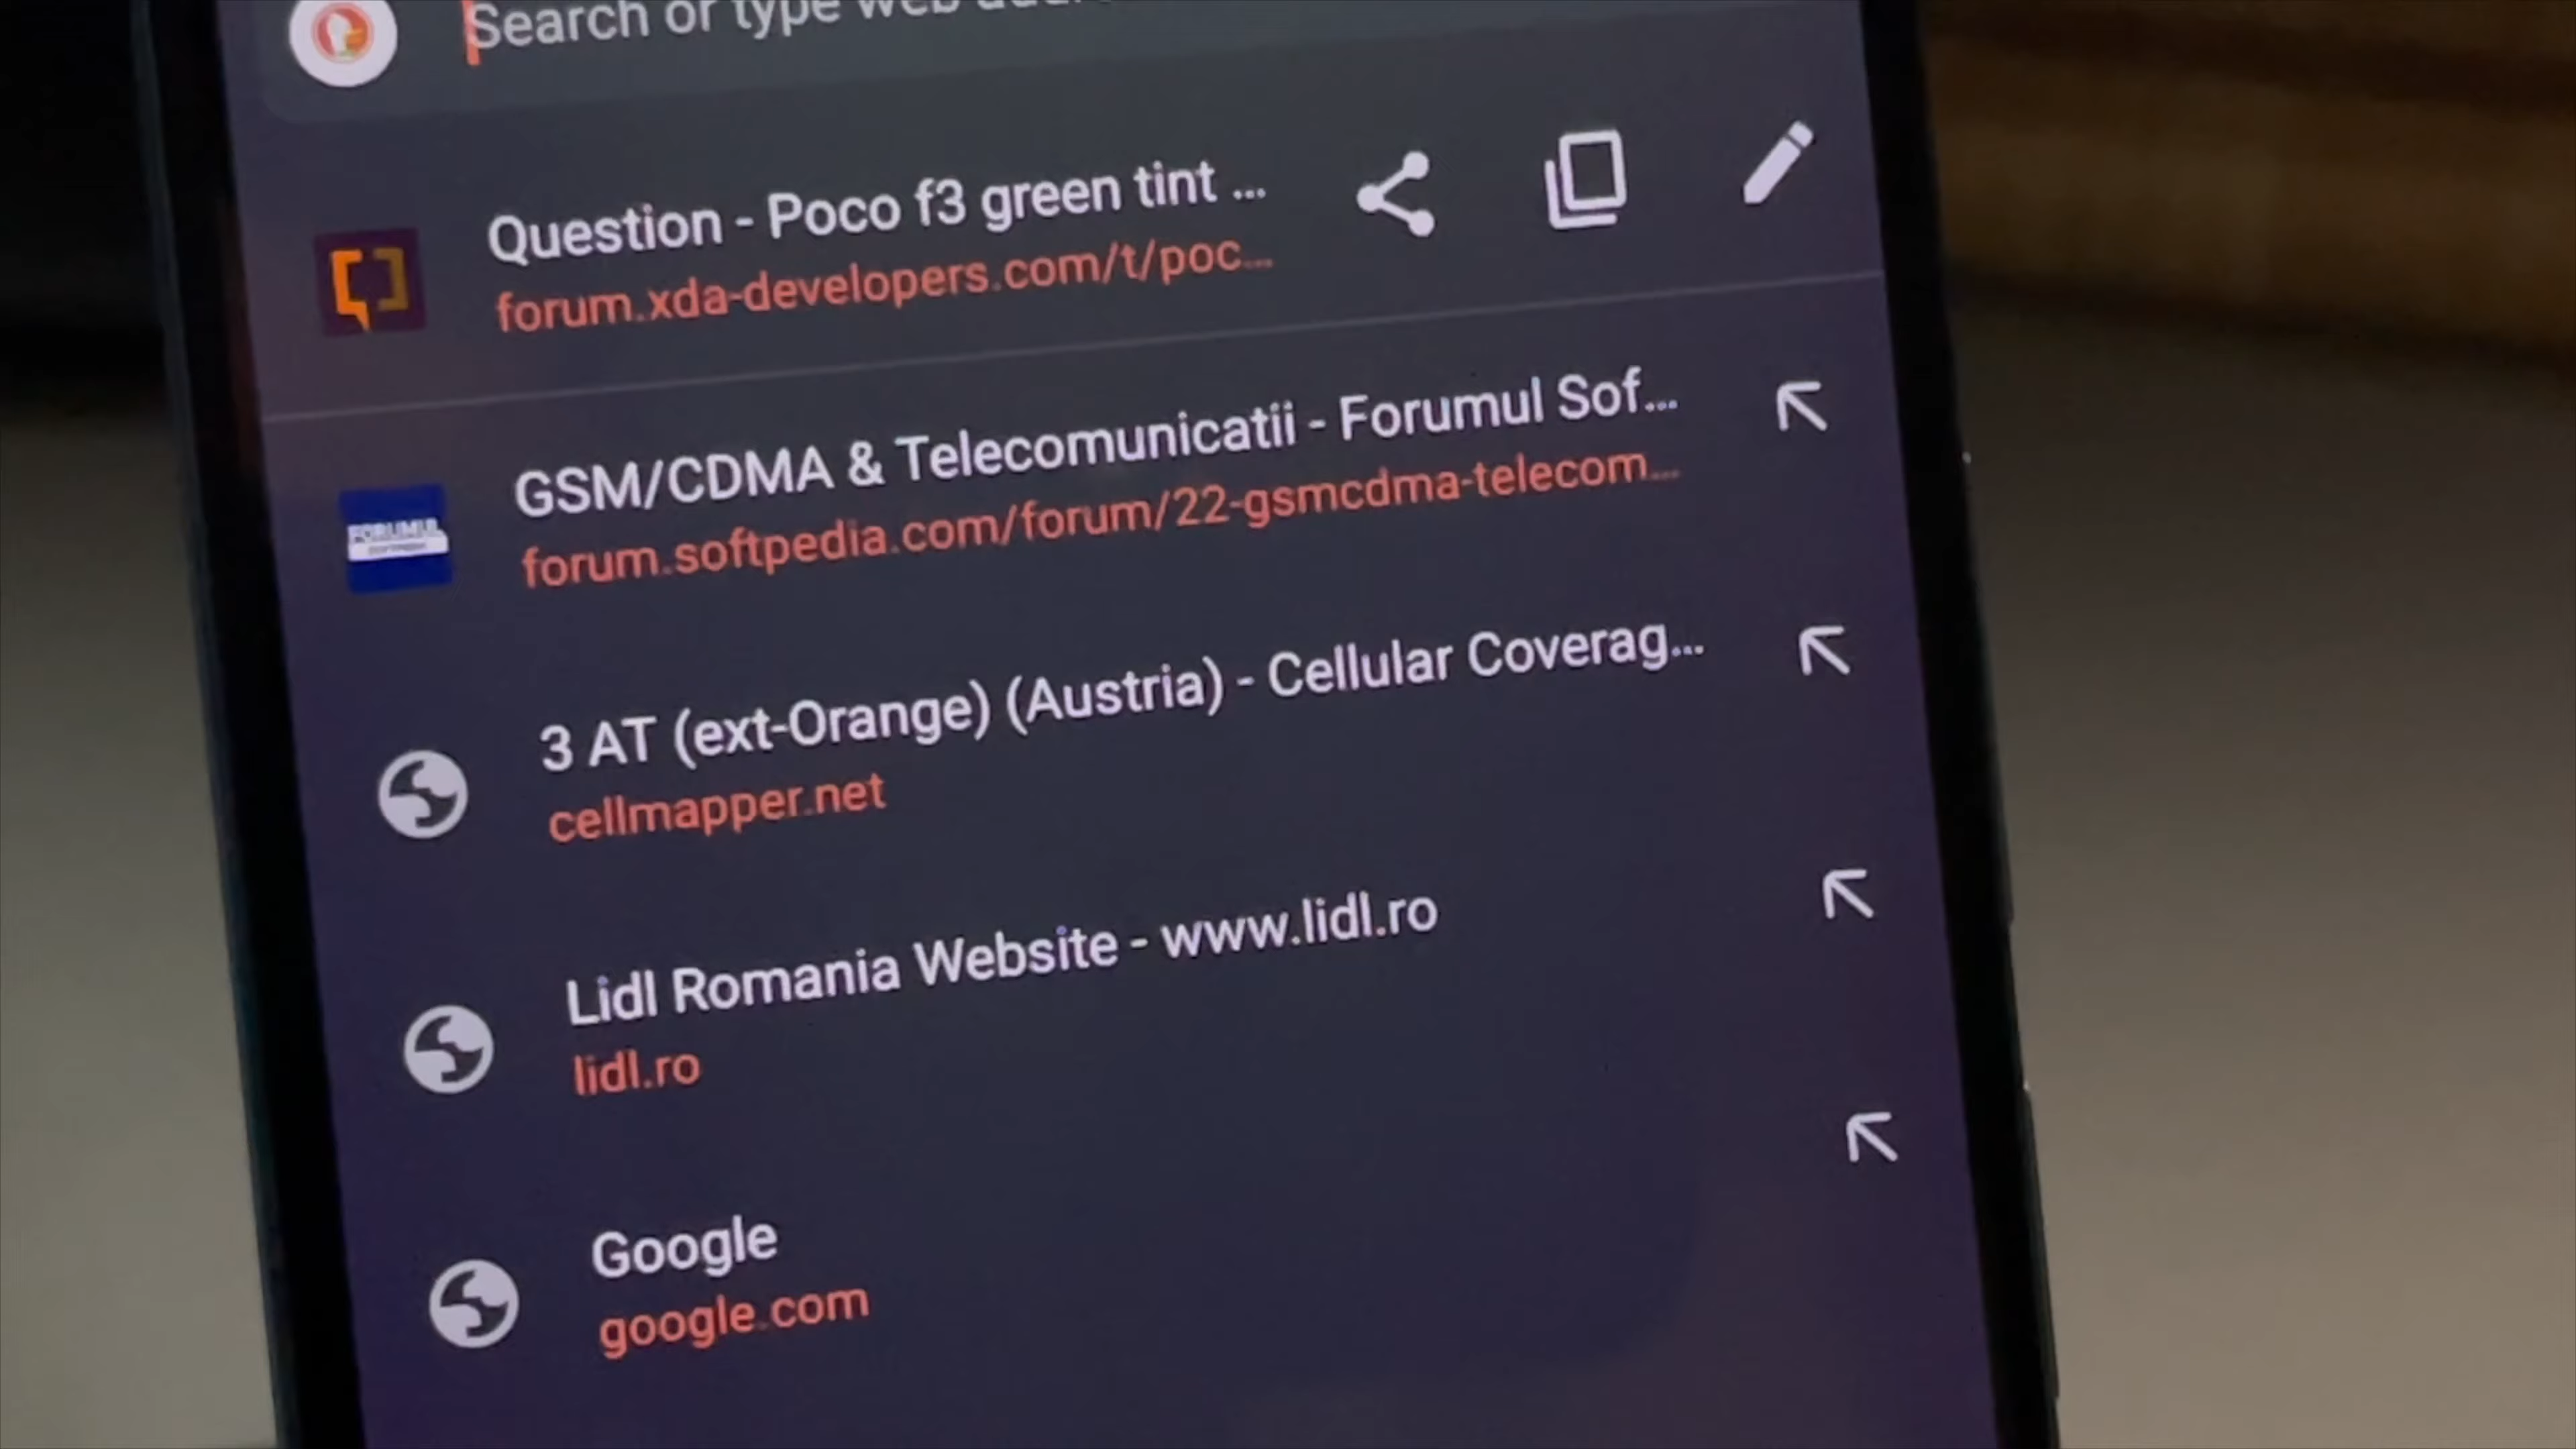 Search or type web
Question - Poco f3 green tint ...
forum.xda-developers.com/t/poc...
GSM/CDMA & Telecomunicatii - Forumul Sof...
forum.softpedia.com/forum/22-gsmcdma-telecom...
FORUMUL
3 AT (ext-Orange) (Austria) - Cellular Coverag...
cellmapper.net
Lidl Romania Website - www.lidl.ro
lidl.ro
Google
google.com